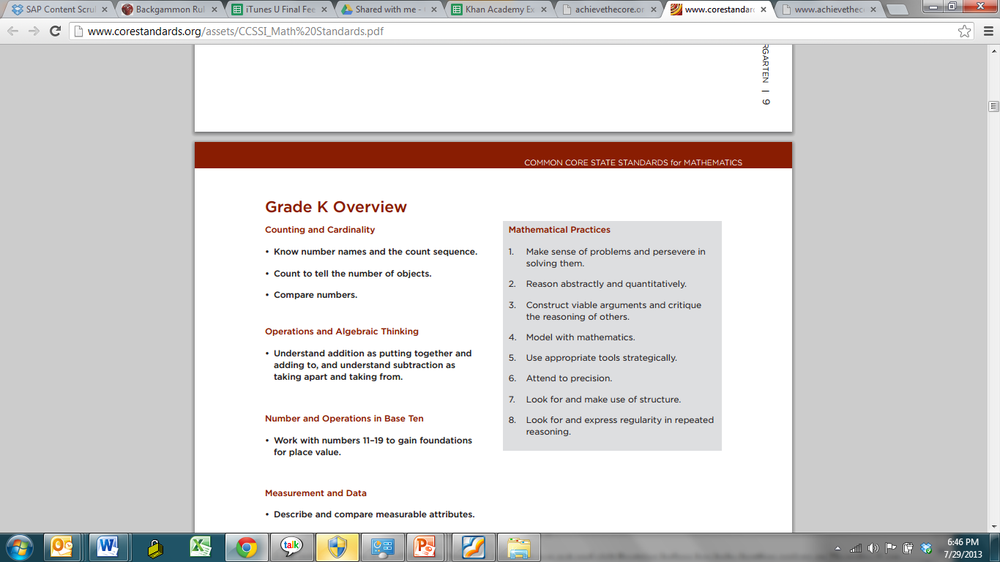 SAP Content Scru
Backgammon Rul
iTunes U Final Fee
Shared with me -
Khan Academy Ex
achievethecore.or
www.corestandard
www.achievethec
www.corestandards.org/assets/CCSSI_Math%20Standards.pdf
RGARTEN | 9
COMMON CORE STATE STANDARDS for MATHEMATICS
Grade K Overview
Counting and Cardinality
• Know number names and the count sequence.
• Count to tell the number of objects.
• Compare numbers.
Operations and Algebraic Thinking
• Understand addition as putting together and
adding to, and understand subtraction as
taking apart and taking from.
Number and Operations in Base Ten
• Work with numbers 11–19 to gain foundations
for place value.
Measurement and Data
• Describe and compare measurable attributes.
Mathematical Practices
1. Make sense of problems and persevere in
solving them.
2. Reason abstractly and quantitatively.
3. Construct viable arguments and critique
the reasoning of others.
4. Model with mathematics.
5. Use appropriate tools strategically.
6. Attend to precision.
7. Look for and make use of structure.
8. Look for and express regularity in repeated
reasoning.
talk
6:46 PM
7/29/2013